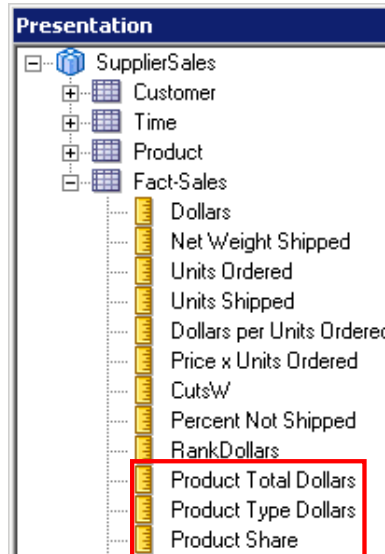 Presentation
SupplierSales
Customer
Time
Product
Fact-Sales
Dollars
Net Weight Shipped
Units Ordered
Units Shipped
Dollars per Units Ordered
Price x Units Ordered
CutsW
Percent Not Shipped
RankDollars
Product Total Dollars
Product Type Dollars
Product Share